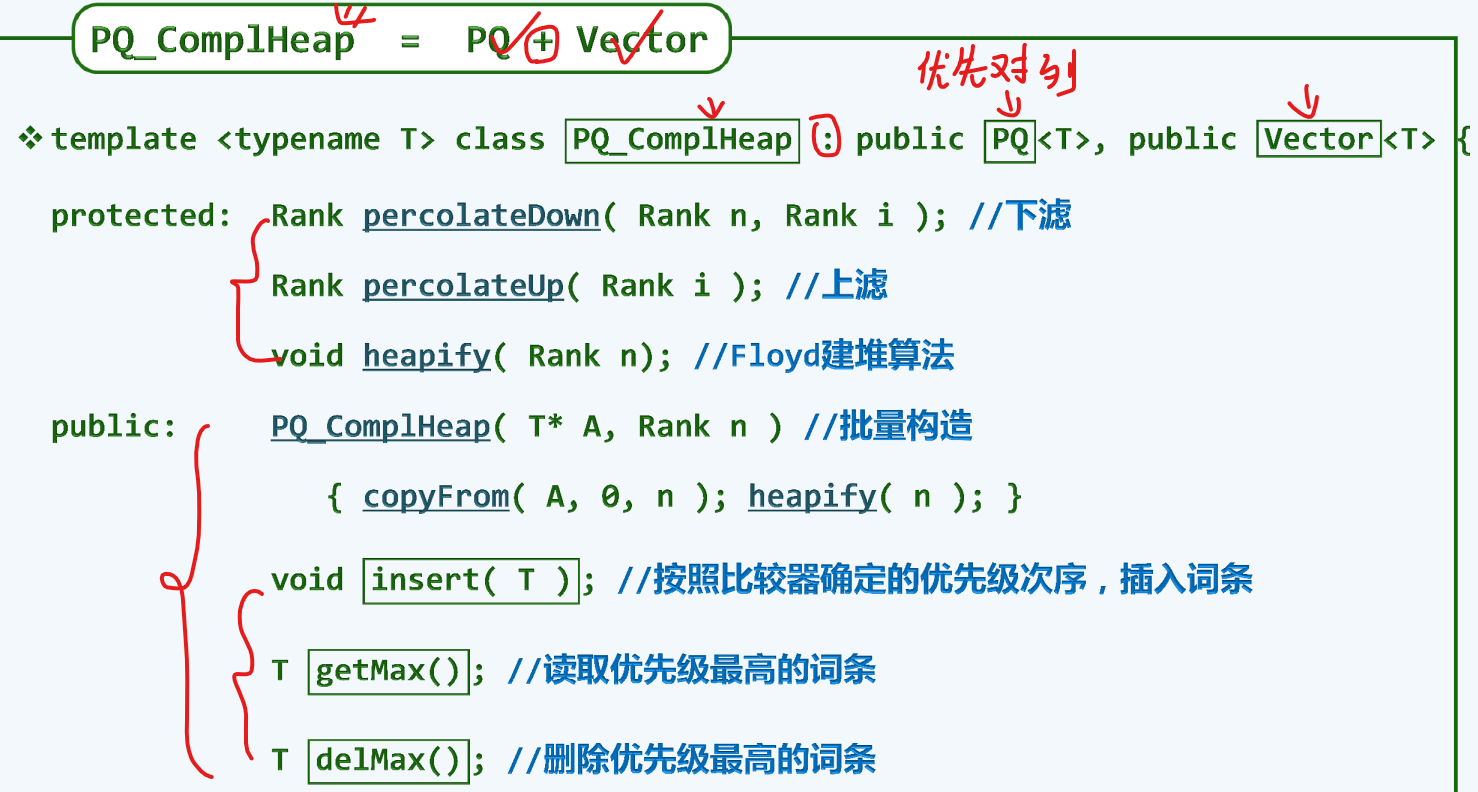 PQ_ComplHeap = PQ + Vector
优先对列
❖ template <typename T> class PQ_ComplHeap : public PQ<T>, public Vector<T> {
protected: Rank percolateDown( Rank n, Rank i ); //下滤
Rank percolateUp( Rank i ); //上滤
void heapify( Rank n); //Floyd建堆算法
public: PQ_ComplHeap( T* A, Rank n ) //批量构造
{ copyFrom( A, 0, n ); heapify( n ); }
void insert( T ); //按照比较器确定的优先级次序，插入词条
T getMax(); //读取优先级最高的词条
T delMax(); //删除优先级最高的词条